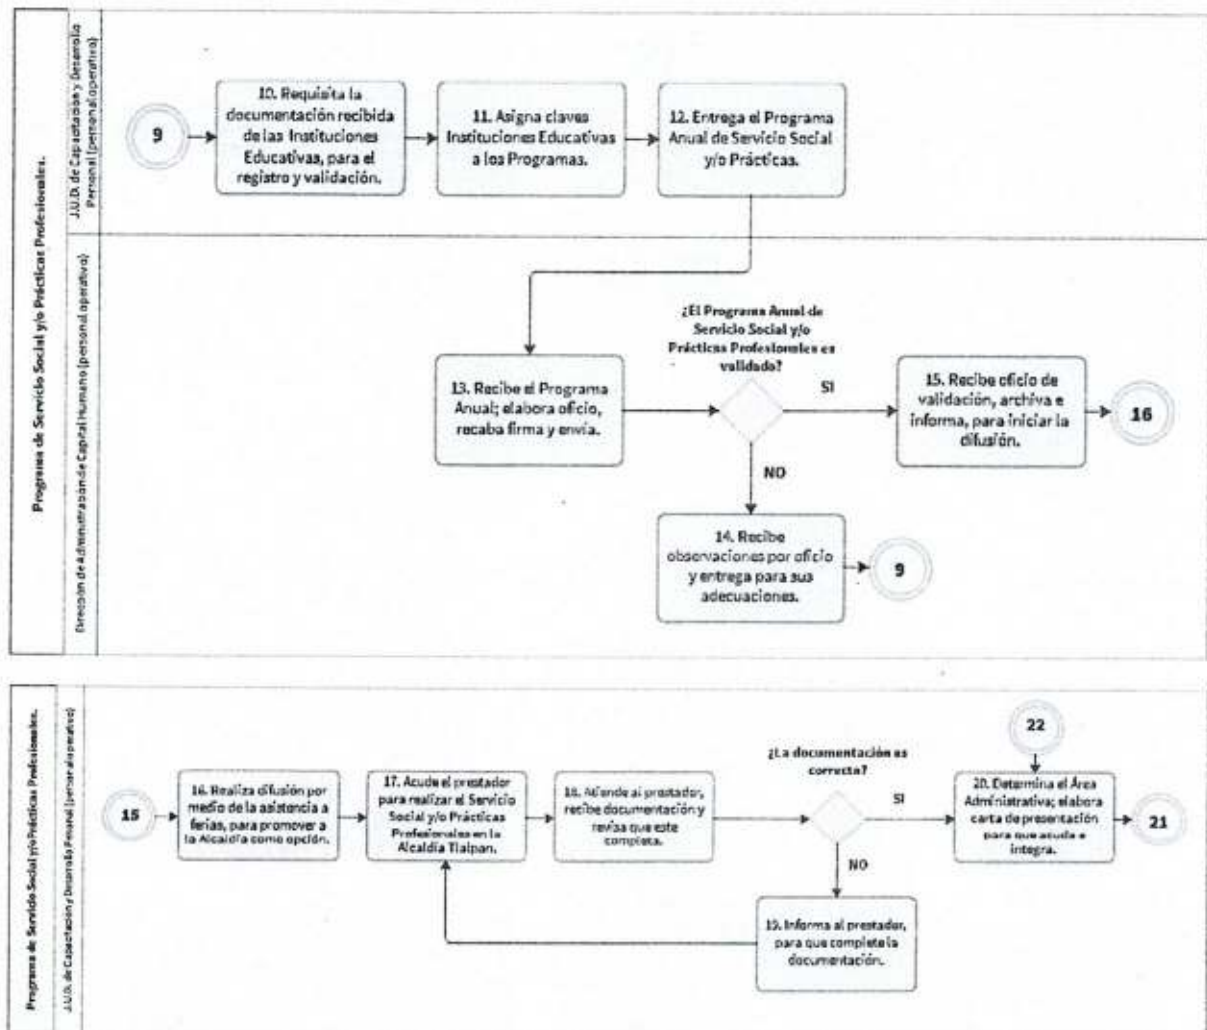 Programa de Servicio Social y/o Prácticas Profesionales.
J.U.D. de Capacitación y Desarrollo
Personal (personal operativo)
9
10. Requisita la
documentación recibida
de las Instituciones
Educativas, para el
registro y validación.
11. Asigna claves
Instituciones Educativas
a los Programas.
12. Entrega el Programa
Anual de Servicio Social
y/o Prácticas.
Dirección de Administración de Capital Humano (personal operativo)
13. Recibe el Programa
Anual; elabora oficio,
recaba firma y envía.
¿El Programa Anual de
Servicio Social y/o
Prácticas Profesionales es
validado?
SI
15. Recibe oficio de
validación, archiva e
informa, para iniciar la
difusión.
16
NO
14. Recibe
observaciones por oficio
y entrega para sus
adecuaciones.
9
Programa de Servicio Social y/o Prácticas Profesionales.
J.U.D. de Capacitación y Desarrollo Personal (personal operativo)
15
16. Realiza difusión por
medio de la asistencia a
ferias, para promover a
la Alcaldía como opción.
17. Acude el prestador
para realizar el Servicio
Social y/o Prácticas
Profesionales en la
Alcaldía Tlalpan.
18. Atiende al prestador,
recibe documentación y
revisa que este
completa.
¿La documentación es
correcta?
SI
22
20. Determina el Área
Administrativa; elabora
carta de presentación
para que acuda e
integra.
21
NO
19. Informa al prestador,
para que complete la
documentación.